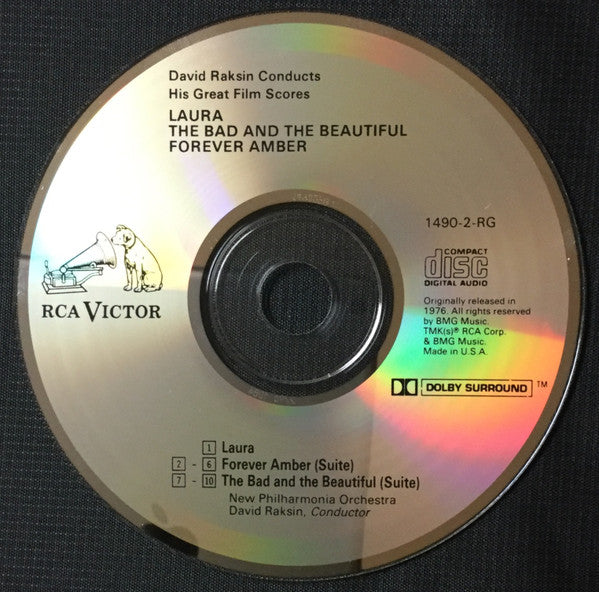 David Raksin Conducts
His Great Film Scores
LAURA
THE BAD AND THE BEAUTIFUL
FOREVER AMBER
RCA VICTOR
1490-2-RG
COMPACT
disc
DIGITAL AUDIO
Originally released in
1976. All rights reserved
by BMG Music.
TMK(s)® RCA Corp.
& BMG Music.
Made in U.S.A.
DOLBY SURROUND ™
1 Laura
2 - 6 Forever Amber (Suite)
7 - 10 The Bad and the Beautiful (Suite)
New Philharmonia Orchestra
David Raksin, Conductor